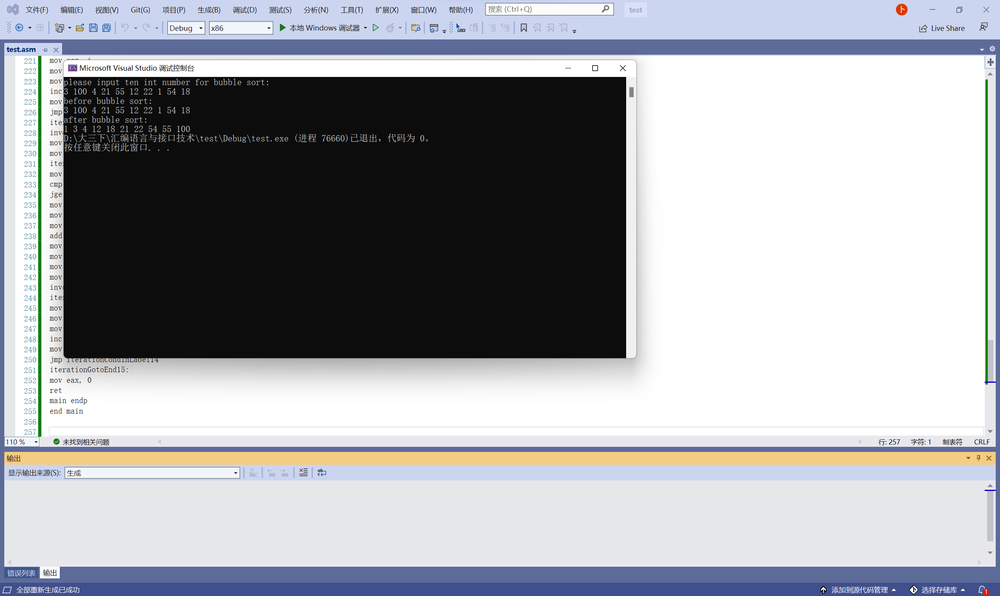 文件(F) 编辑(E) 视图(V) Git(G) 项目(P) 生成(B) 调试(D) 测试(S) 分析(N) 工具(T) 扩展(X) 窗口(W) 帮助(H) 搜索 (Ctrl+Q) test 卜
Debug x86 本地 Windows 调试器 Live Share
test.asm
Microsoft Visual Studio 调试控制台
please input ten int number for bubble sort:
3 100 4 21 55 12 22 1 54 18
before bubble sort:
3 100 4 21 55 12 22 1 54 18
after bubble sort:
1 3 4 12 18 21 22 54 55 100
D:\大三下\汇编语言与接口技术\test\Debug\test.exe (进程 76660)已退出，代码为 0。
按任意键关闭此窗口. . .
221 mov
222 mov
223 mov
224 inc
225 mov
226 jmp
227
228
229 mov
230 mov
231
232 mov
233 cmp
234 jge
235 mov
236 mov
237 mov
238 add
239 mov
240 mov
241 mov
242 mov
243
244
245 mov
246 mov
247 mov
248 inc
249 mov
250 jmp iterationCondInLabel14
251 iterationGotoEnd15:
252 mov eax, 0
253 ret
254 main endp
255 end main
256
257
110 % 未找到相关问题 行: 257 字符: 1 制表符 CRLF
输出
显示输出来源(S): 生成
错误列表 输出
全部重新生成已成功 添加到源代码管理 选择存储库 1